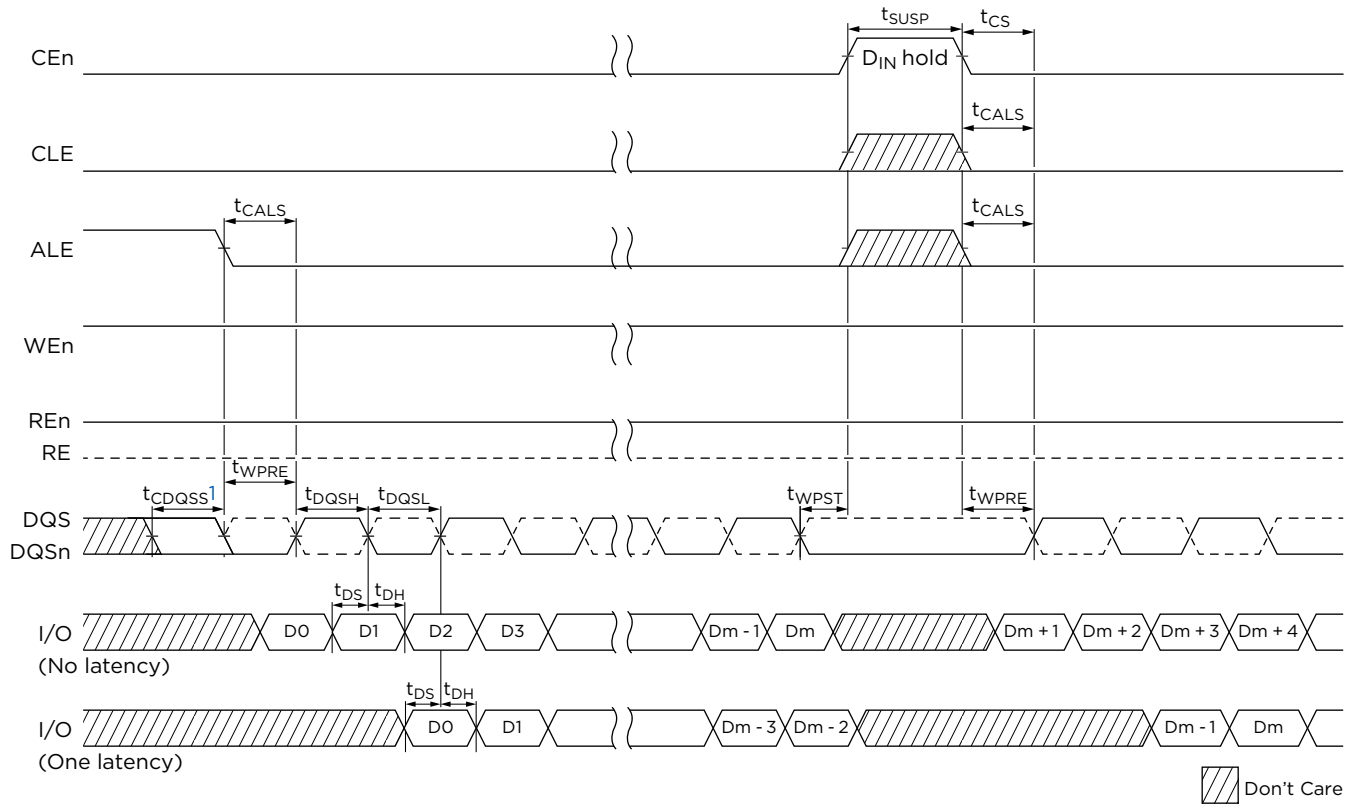 tSUSP tCS
CEn DIN hold
tCALS
CLE
tCALS tCALS
ALE
WEn
REn
RE
tWPRE
tCDQSS1 tDQSH tDQSL tWPST tWPRE
DQS
DQSn
tDS tDH
I/O D0 D1 D2 D3 Dm - 1 Dm Dm + 1 Dm + 2 Dm + 3 Dm + 4
(No latency)
tDS tDH
I/O D0 D1 Dm - 3 Dm - 2 Dm - 1 Dm
(One latency)
Don't Care